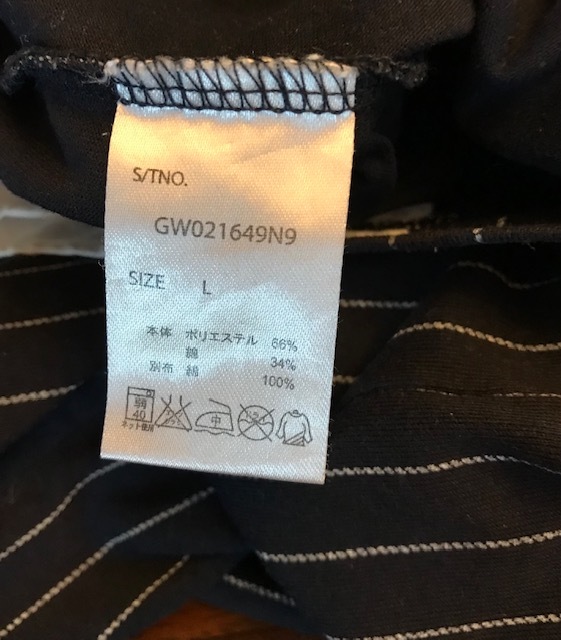 S/TNO.
GW021649N9
SIZE L
本体 ポリエステル 66%
綿 34%
別布 綿 100%
弱
40
中
ネット使用